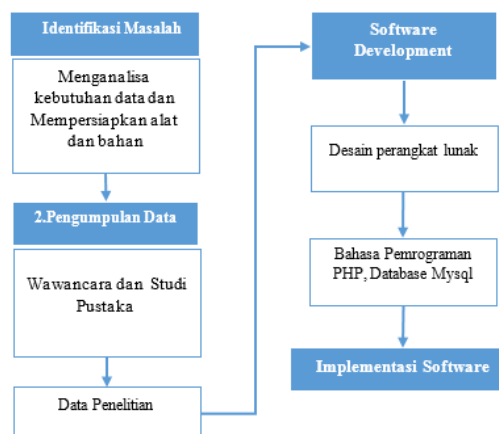 Identifikasi Masalah
Menganalisa
kebutuhan data dan
Mempersiapkan alat
dan bahan
2.Pengumpulan Data
Wawancara dan Studi
Pustaka
Data Penelitian
Software
Development
Desain perangkat lunak
Bahasa Pemrograman
PHP, Database Mysql
Implementasi Software